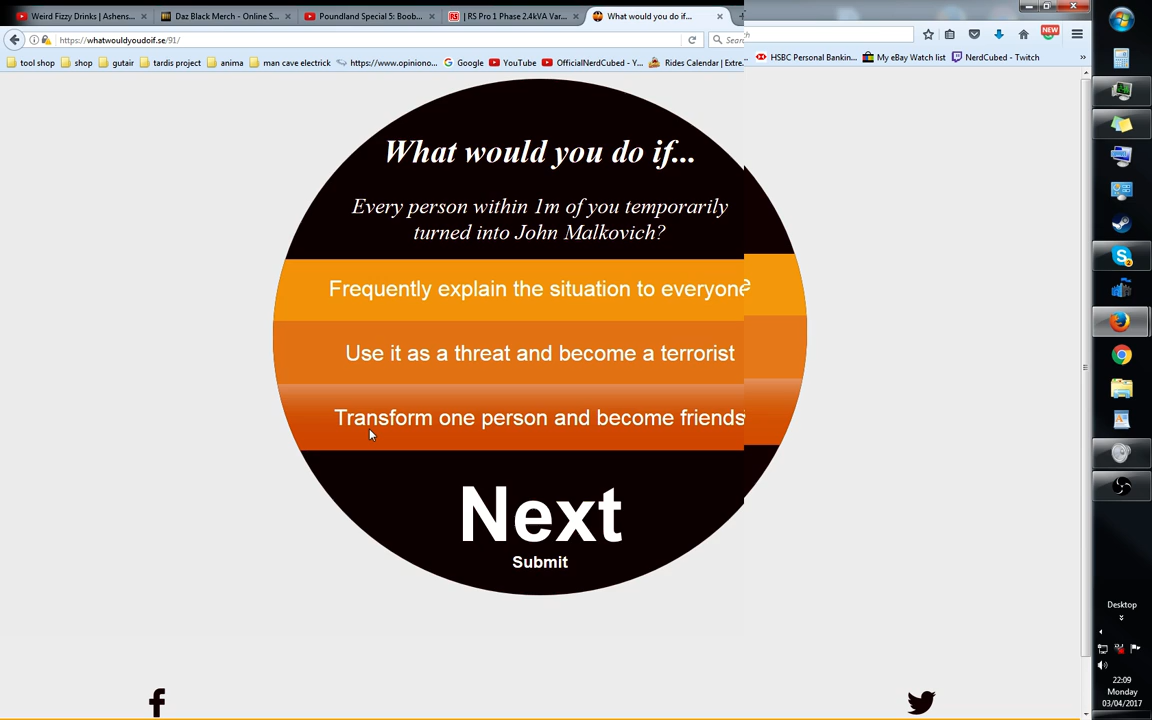 Weird Fizzy Drinks | Ashens...
Daz Black Merch - Online S...
Poundland Special 5: Boob...
RS | RS Pro 1 Phase 2.4kVA Var...
What would you do if...
https://whatwouldyoudoif.se/91/
Sear
NEW
tool shop
shop
gutair
tardis project
anima
man cave electrick
https://www.opiniono...
Google
YouTube
OfficialNerdCubed - Y...
Rides Calendar | Extre...
HSBC Personal Bankin...
My eBay Watch list
NerdCubed - Twitch
What would you do if...
Every person within 1m of you temporarily
turned into John Malkovich?
Frequently explain the situation to everyone?
Use it as a threat and become a terrorist
Transform one person and become friends
Next
Submit
Desktop
22:09
Monday
03/04/2017